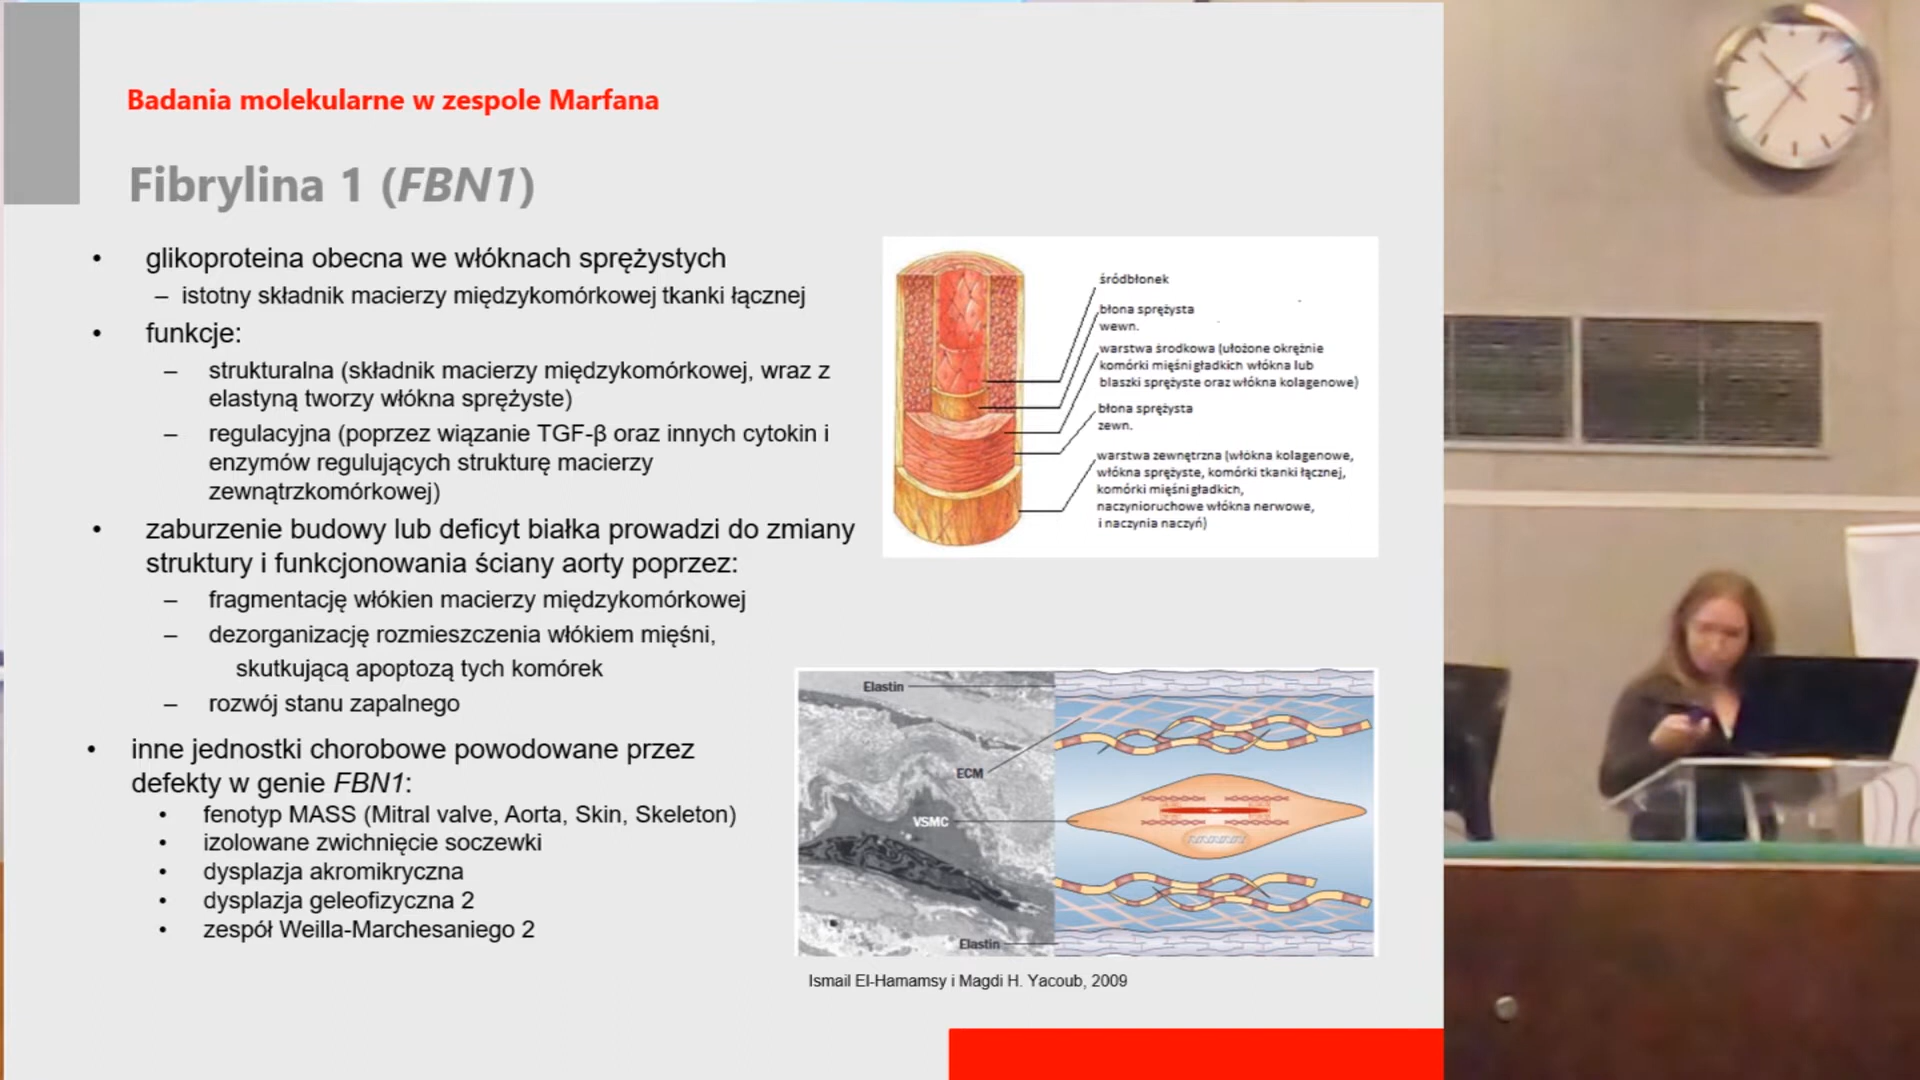 Badania molekularne w zespole Marfana
Fibrylina 1 (FBN1)
• glikoproteina obecna we włóknach sprężystych
– istotny składnik macierzy międzykomórkowej tkanki łącznej
• funkcje:
– strukturalna (składnik macierzy międzykomórkowej, wraz z
elastyną tworzy włókna sprężyste)
– regulacyjna (poprzez wiązanie TGF-β oraz innych cytokin i
enzymów regulujących strukturę macierzy
zewnątrzkomórkowej)
• zaburzenie budowy lub deficyt białka prowadzi do zmiany
struktury i funkcjonowania ściany aorty poprzez:
– fragmentację włókien macierzy międzykomórkowej
– dezorganizację rozmieszczenia włókiem mięśni,
skutkującą apoptozą tych komórek
– rozwój stanu zapalnego
• inne jednostki chorobowe powodowane przez
defekty w genie FBN1:
• fenotyp MASS (Mitral valve, Aorta, Skin, Skeleton)
• izolowane zwichnięcie soczewki
• dysplazja akromikryczna
• dysplazja geleofizyczna 2
• zespół Weilla-Marchesaniego 2
śródbłonek
błona sprężysta
wewn.
warstwa środkowa (ułożone okrężnie
komórki mięśni gładkich włókna lub
blaszki sprężyste oraz włókna kolagenowe)
błona sprężysta
zewn.
warstwa zewnętrzna (włókna kolagenowe,
włókna sprężyste, komórki tkanki łącznej,
komórki mięśni gładkich,
naczynioruchowe włókna nerwowe,
i naczynia naczyń)
Elastin
ECM
VSMC
Elastin
Ismail El-Hamamsy i Magdi H. Yacoub, 2009